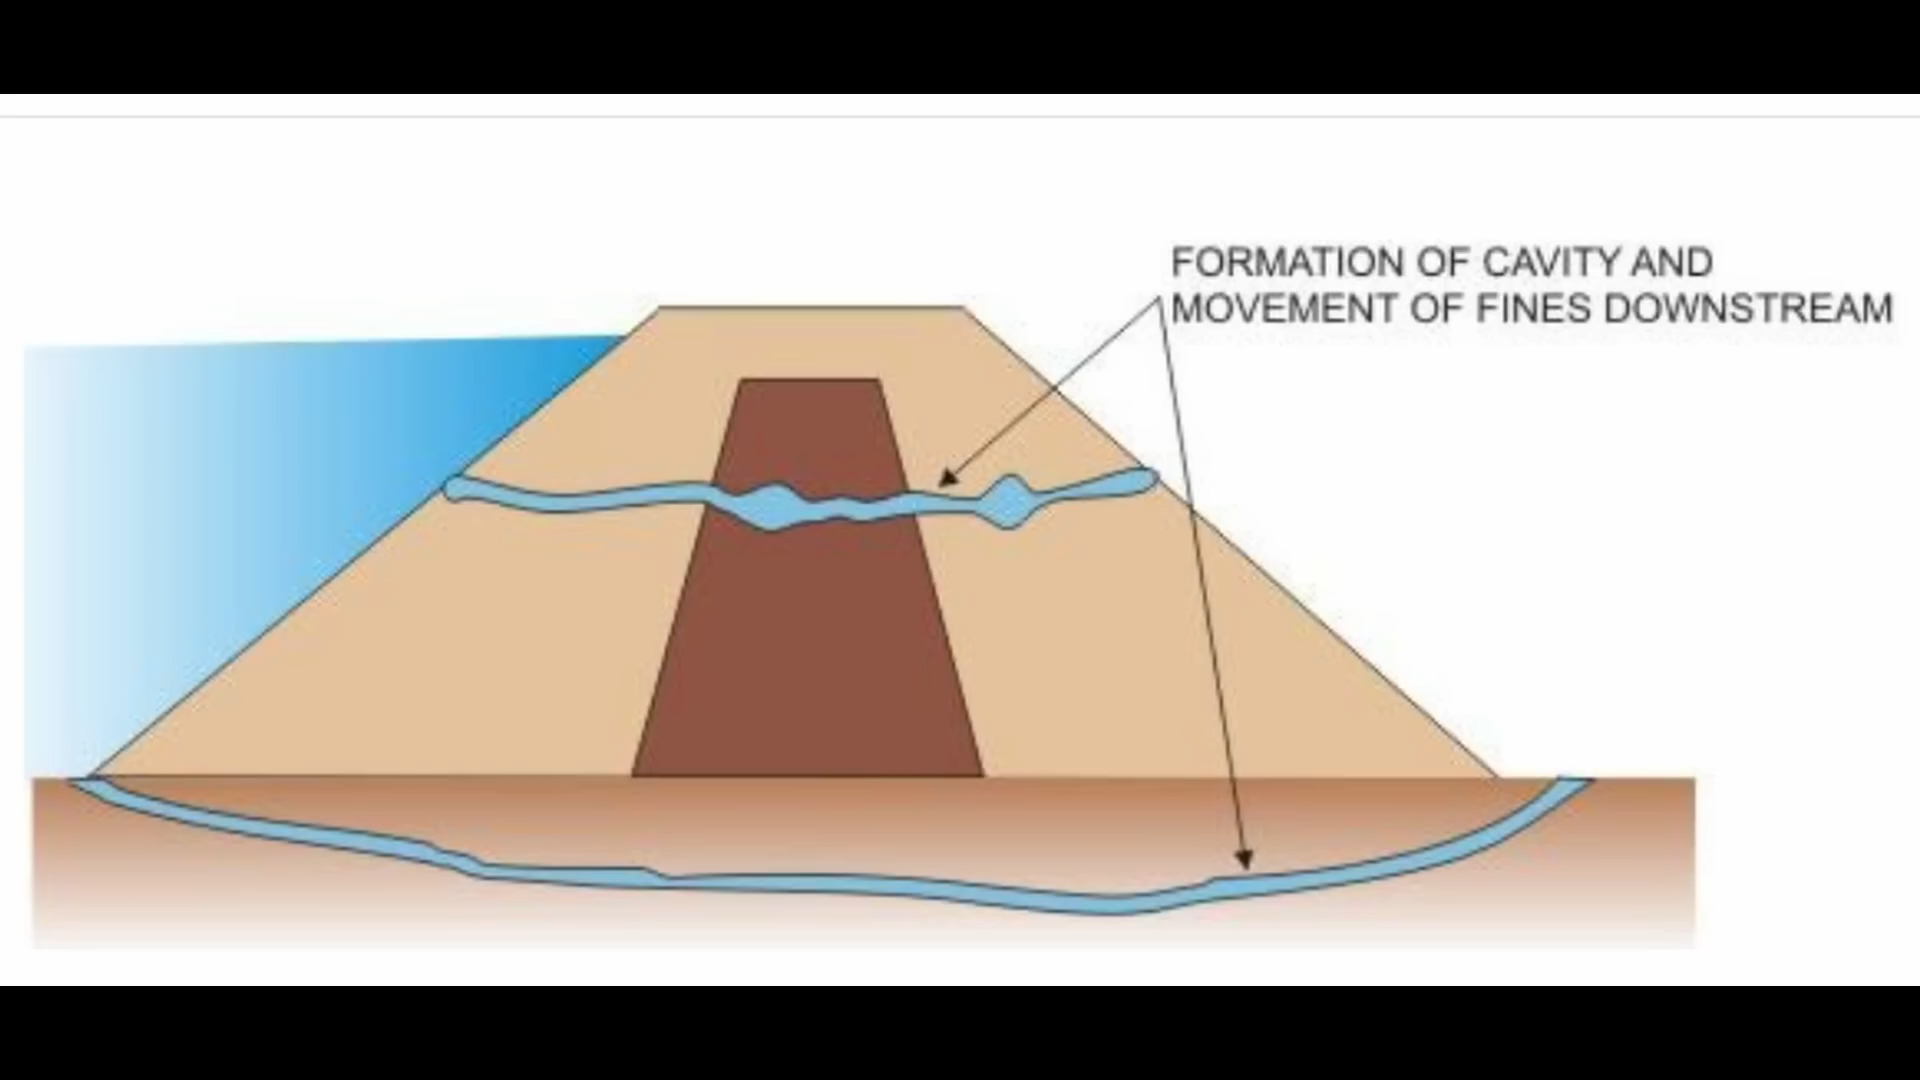 FORMATION OF CAVITY AND
MOVEMENT OF FINES DOWNSTREAM